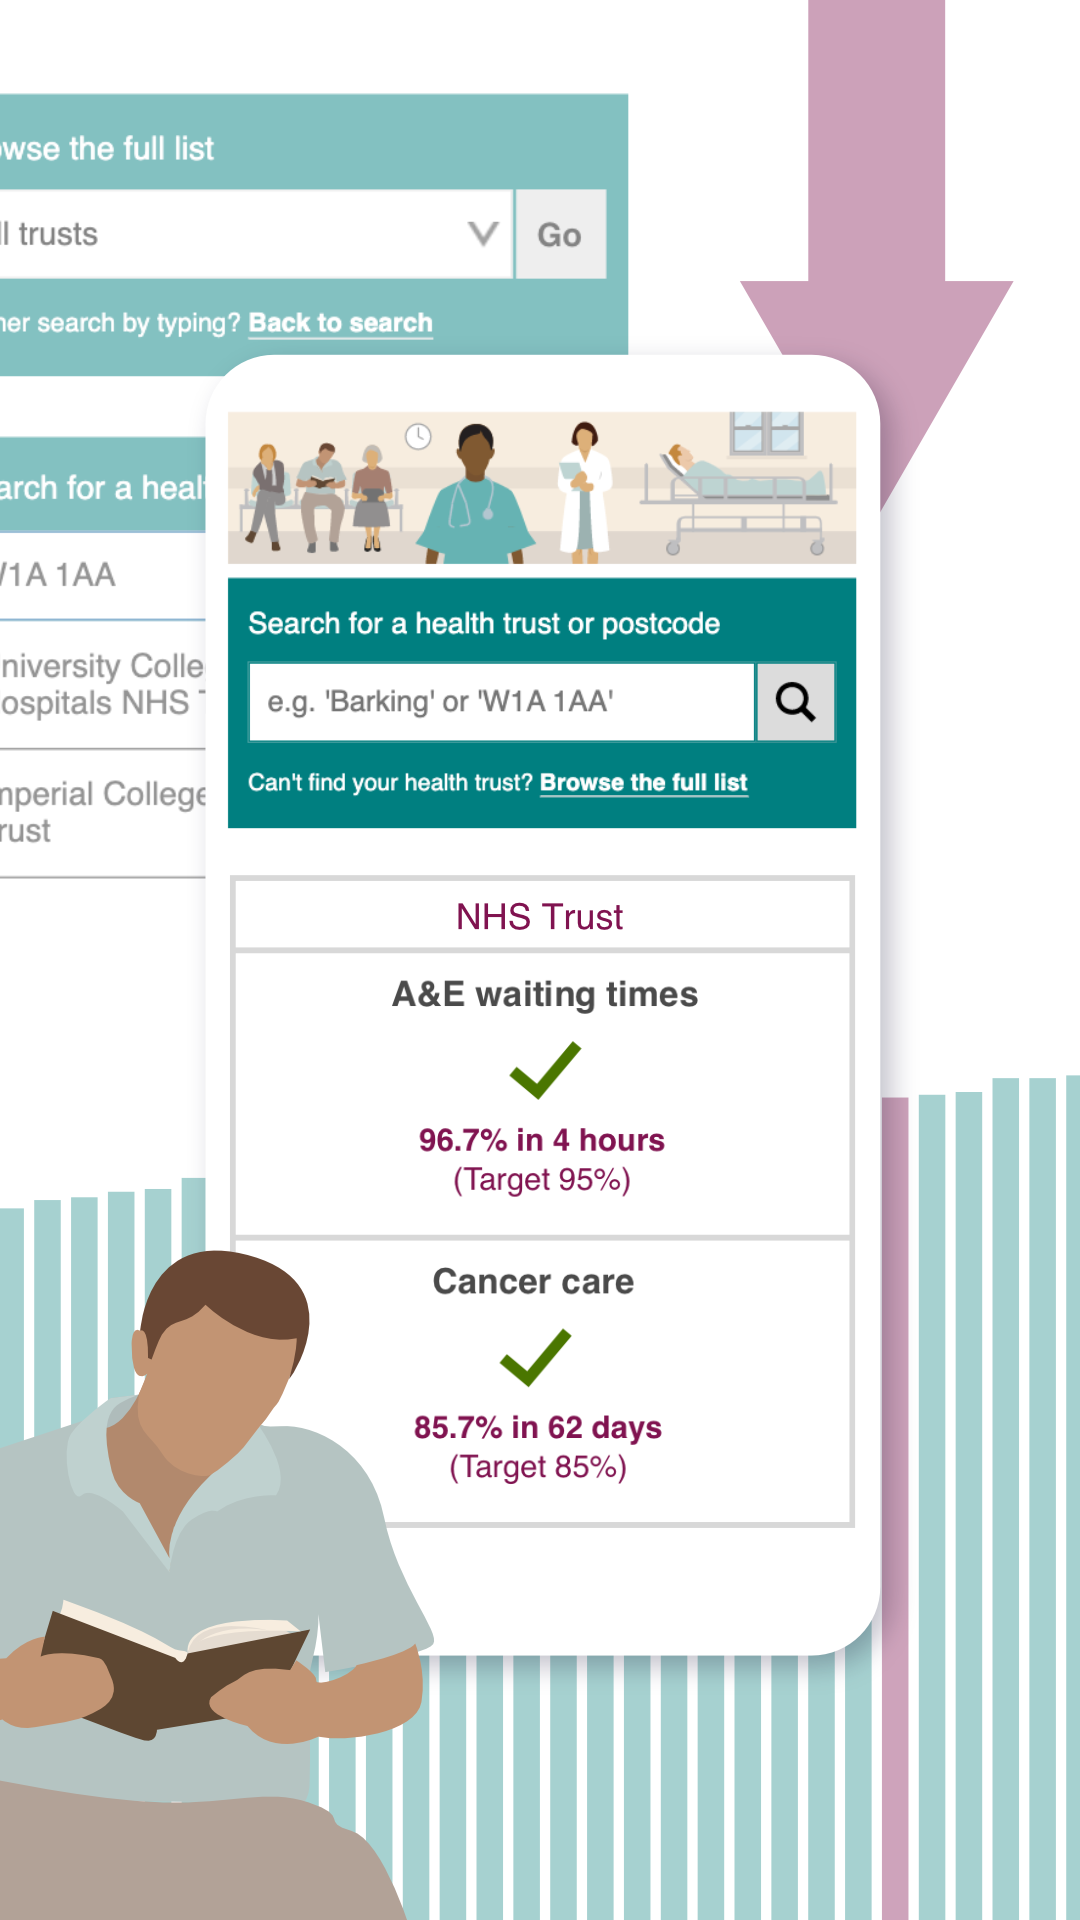 wse the full list
ll trusts
Go
her search by typing? Back to search
arch for a heal
W1A 1AA
niversity Colle
ospitals NHS T
mperial College
rust
Search for a health trust or postcode
e.g. 'Barking' or 'W1A 1AA'
Can't find your health trust? Browse the full list
NHS Trust
A&E waiting times
96.7% in 4 hours
(Target 95%)
Cancer care
85.7% in 62 days
(Target 85%)